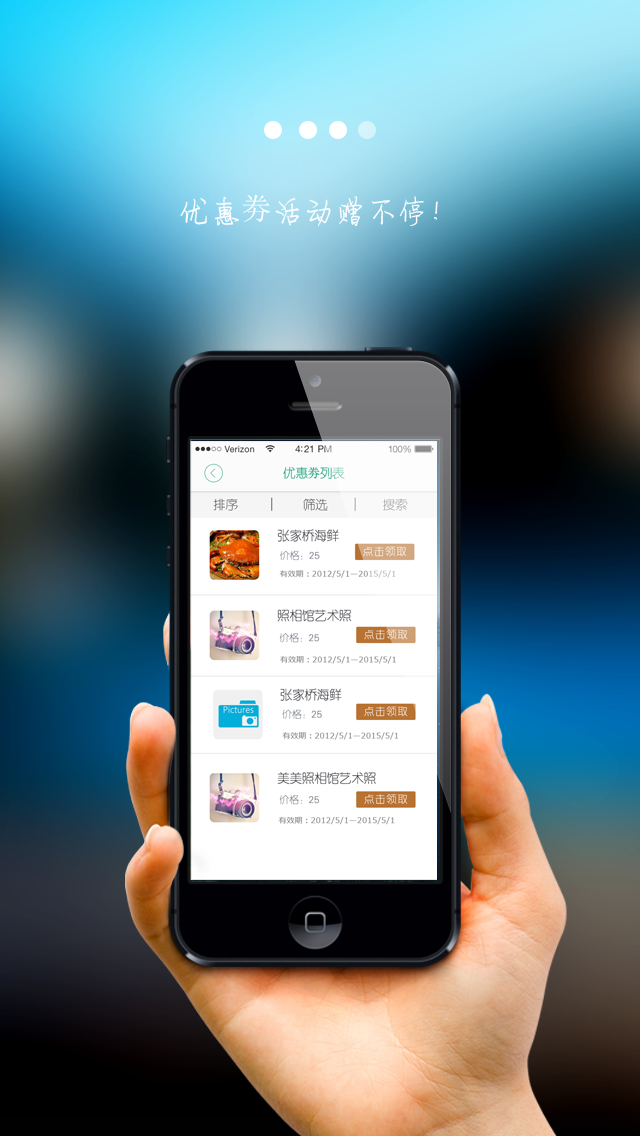 优惠券活动赠不停!
Verizon 4:21 PM 100%
优惠券列表
排序 筛选 搜索
张家桥海鲜
价格：25 点击领取
有效期：2012/5/1—2015/5/1
照相馆艺术照
价格：25 点击领取
有效期：2012/5/1—2015/5/1
Pictures
张家桥海鲜
价格：25 点击领取
有效期：2012/5/1—2015/5/1
美美照相馆艺术照
价格：25 点击领取
有效期：2012/5/1—2015/5/1